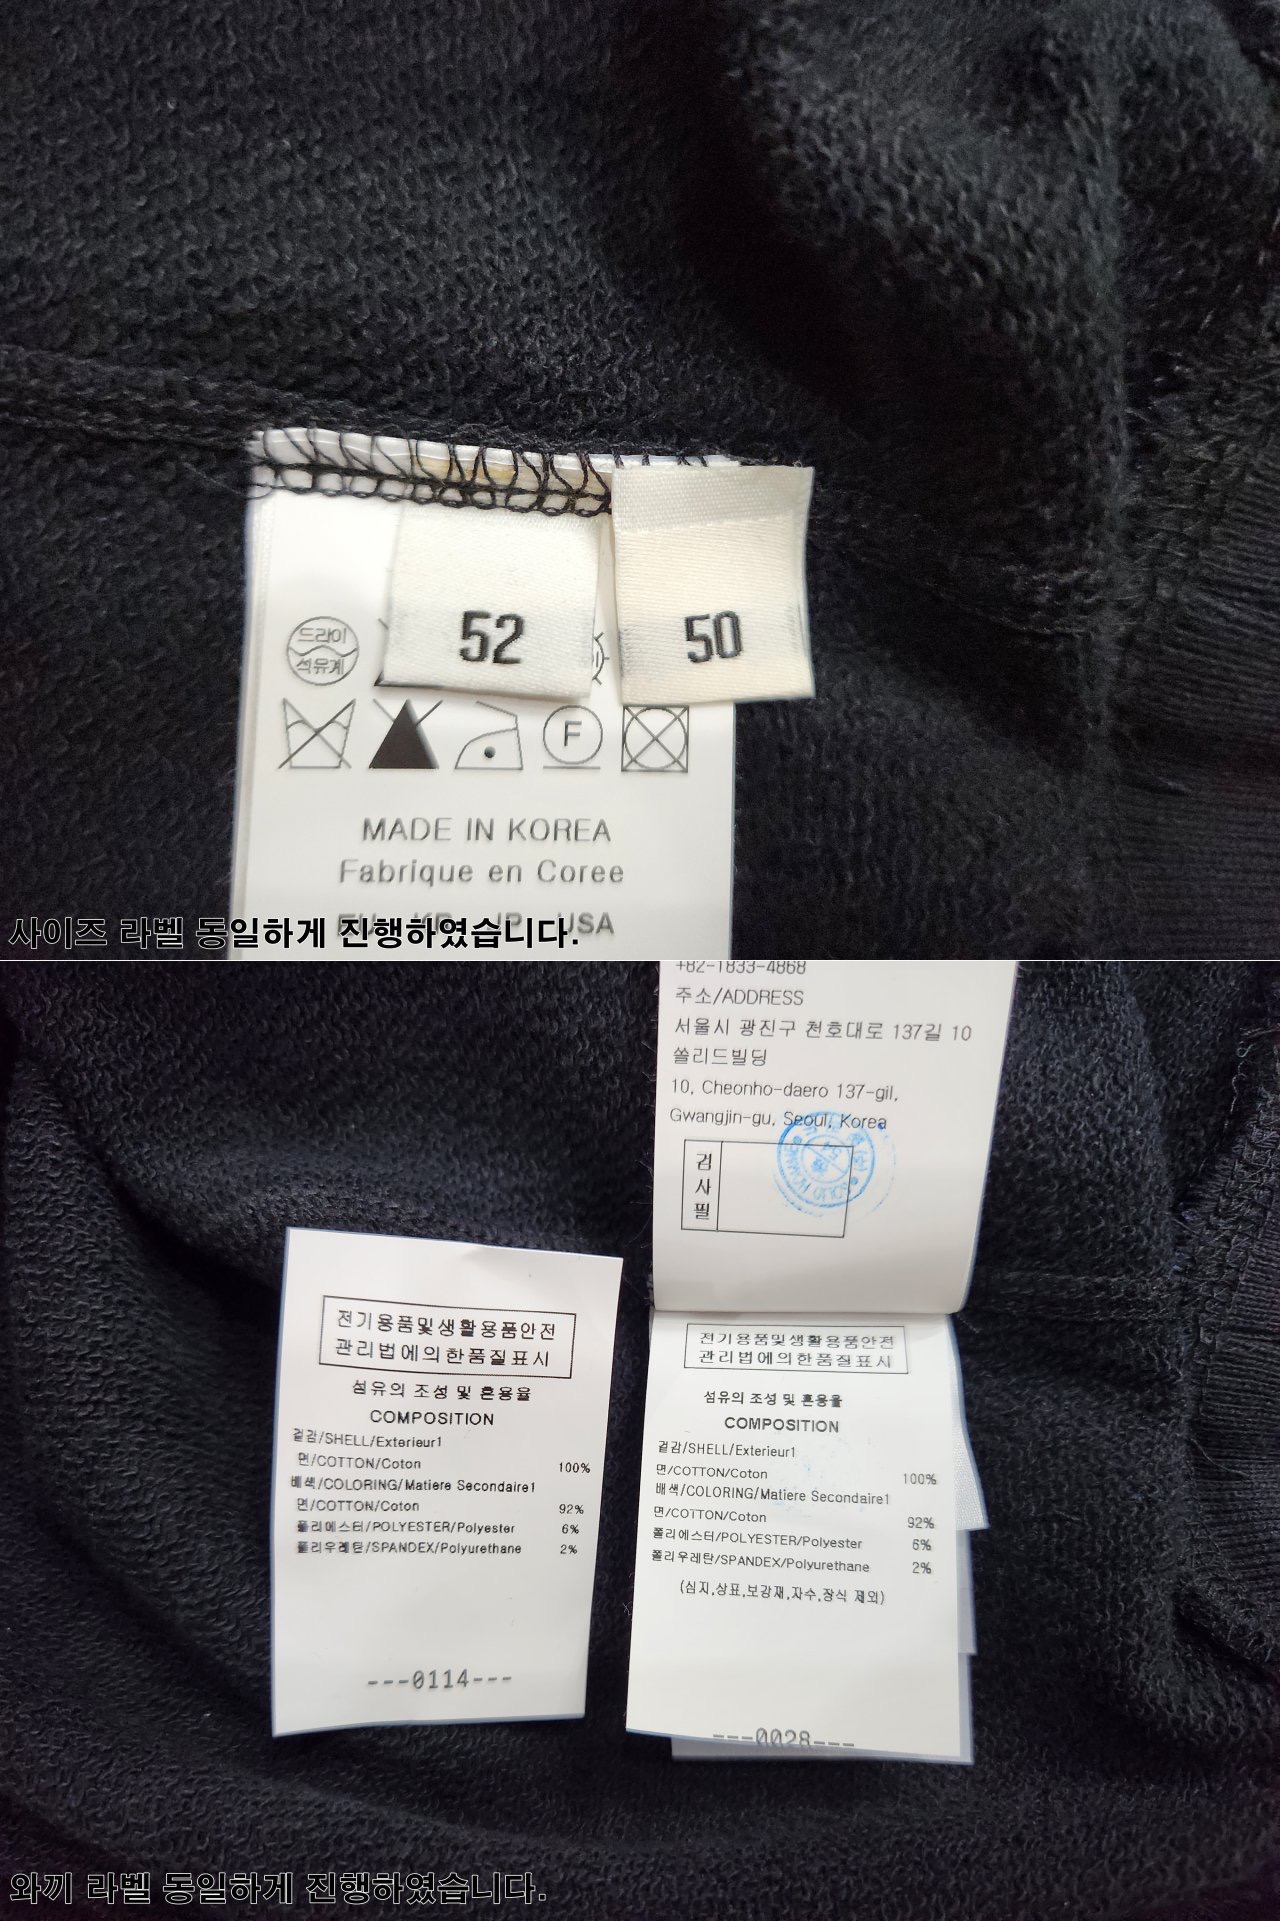 52
50
드라이
석유계
F
MADE IN KOREA
Fabrique en Coree
USA
사이즈 라벨 동일하게 진행하였습니다.
+82-1833-4868
주소/ADDRESS
서울시 광진구 천호대로 137길 10
쏠리드빌딩
10, Cheonho-daero 137-gil,
Gwangjin-gu, Seoul, Korea
검사필
전기용품및생활용품안전
관리법에의한품질표시
섬유의 조성 및 혼용율
COMPOSITION
겉감/SHELL/Exterieur1
면/COTTON/Coton 100%
배색/COLORING/Matiere Secondaire1
면/COTTON/Coton 92%
폴리에스터/POLYESTER/Polyester 6%
폴리우레탄/SPANDEX/Polyurethane 2%
---0114---
전기용품및생활용품안전
관리법에의한품질표시
섬유의 조성 및 혼용율
COMPOSITION
겉감/SHELL/Exterieur1
면/COTTON/Coton 100%
배색/COLORING/Matiere Secondaire1
면/COTTON/Coton 92%
폴리에스터/POLYESTER/Polyester 6%
폴리우레탄/SPANDEX/Polyurethane 2%
(심지,상표,보강재,자수,장식 제외)
---0028---
와끼 라벨 동일하게 진행하였습니다.